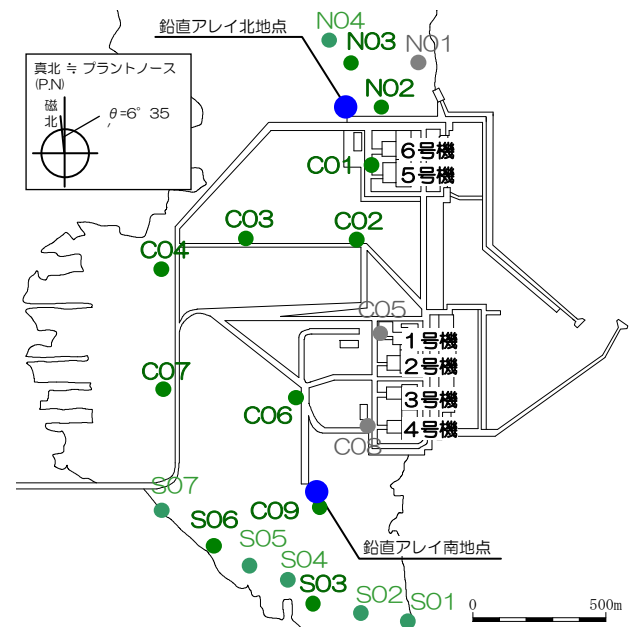 鉛直アレイ北地点
N04
N03
N01
真北 ≒ プラントノース
(P.N)
磁北
θ=6° 35′
N02
6号機
5号機
C01
C03
C02
C04
C05
1号機
2号機
C07
3号機
C06
4号機
C08
S07
C09
S06
鉛直アレイ南地点
S05
S04
S03
S02
S01
0
500m